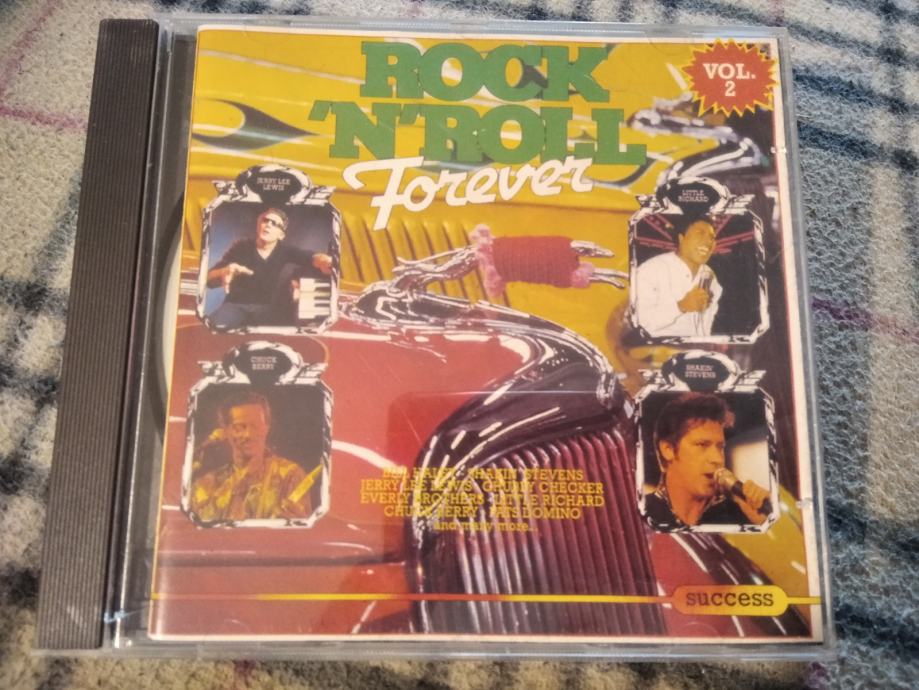 ROCK
'N' ROLL
Forever
VOL.
2
JERRY LEE
LEWIS
LITTLE
RICHARD
CHUCK
BERRY
SHAKIN'
STEVENS
BILL HALEY · SHAKIN' STEVENS
JERRY LEE LEWIS · CHUBBY CHECKER
EVERLY BROTHERS · LITTLE RICHARD
CHUCK BERRY · FATS DOMINO
and many more...
success